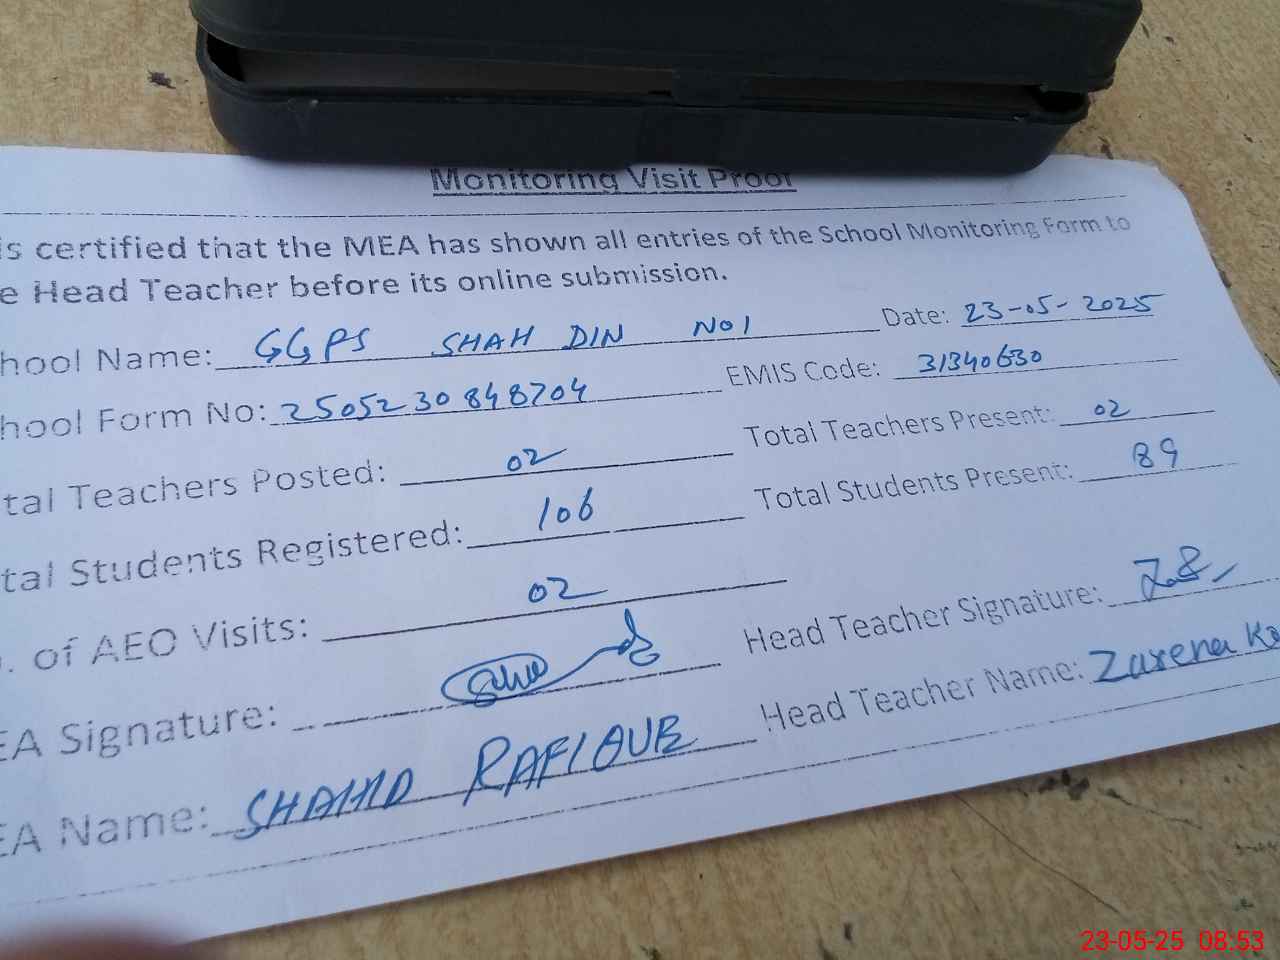 Monitoring Visit Proof
is certified that the MEA has shown all entries of the School Monitoring Form to
e Head Teacher before its online submission.
hool Name: GGPS SHAH DIN NO1 Date: 23-05-2025
hool Form No: 2505230848704 EMIS Code: 31340630
tal Teachers Posted: 02 Total Teachers Present: 02
tal Students Registered: 106 Total Students Present: 89
. of AEO Visits: 02
EA Signature: Head Teacher Signature:
EA Name: SHAHID RAFIQUE Head Teacher Name: Zareena
23-05-25 08:53